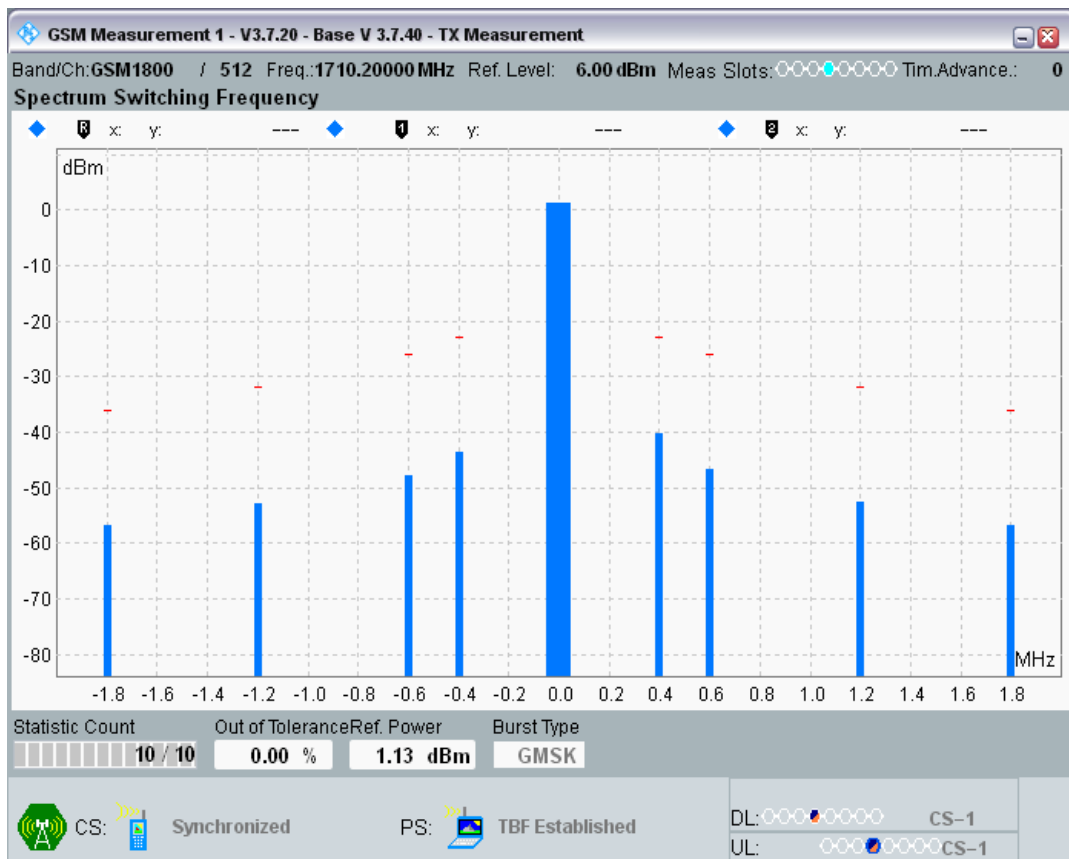 GSM Measurement 1 - V3.7.20 - Base V 3.7.40 - TX Measurement
Band/Ch:GSM1800 / 512 Freq.:1710.20000 MHz Ref. Level: 6.00 dBm Meas Slots: Tim.Advance.: 0
Spectrum Switching Frequency
R x: y: --- 1 x: y: --- 2 x: y: ---
dBm
0
-10
-20
-30
-40
-50
-60
-70
-80
MHz
-1.8 -1.6 -1.4 -1.2 -1.0 -0.8 -0.6 -0.4 -0.2 0.0 0.2 0.4 0.6 0.8 1.0 1.2 1.4 1.6 1.8
Statistic Count Out of Tolerance Ref. Power Burst Type
10 / 10 0.00 % 1.13 dBm GMSK
CS: Synchronized PS: TBF Established DL: CS-1
UL: CS-1